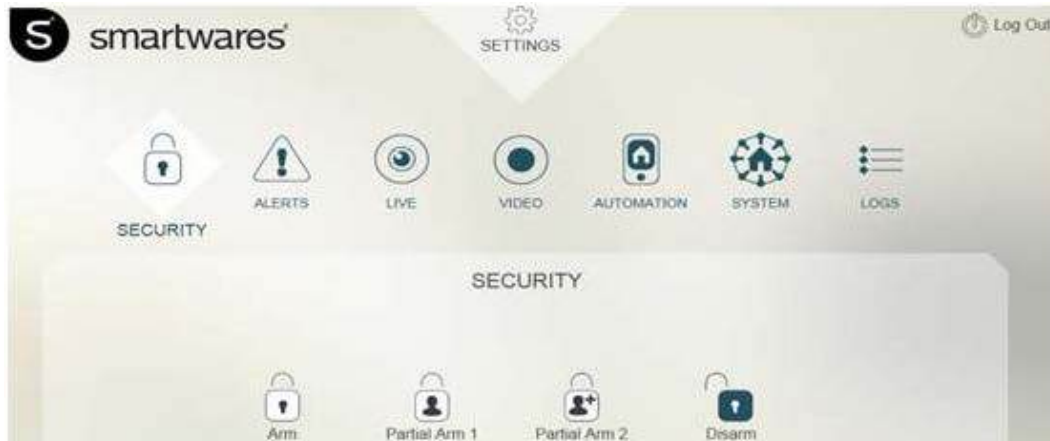 S smartwares
SETTINGS
Log Out
SECURITY
ALERTS
LIVE
VIDEO
AUTOMATION
SYSTEM
LOGS
SECURITY
Arm
Partial Arm 1
Partial Arm 2
Disarm